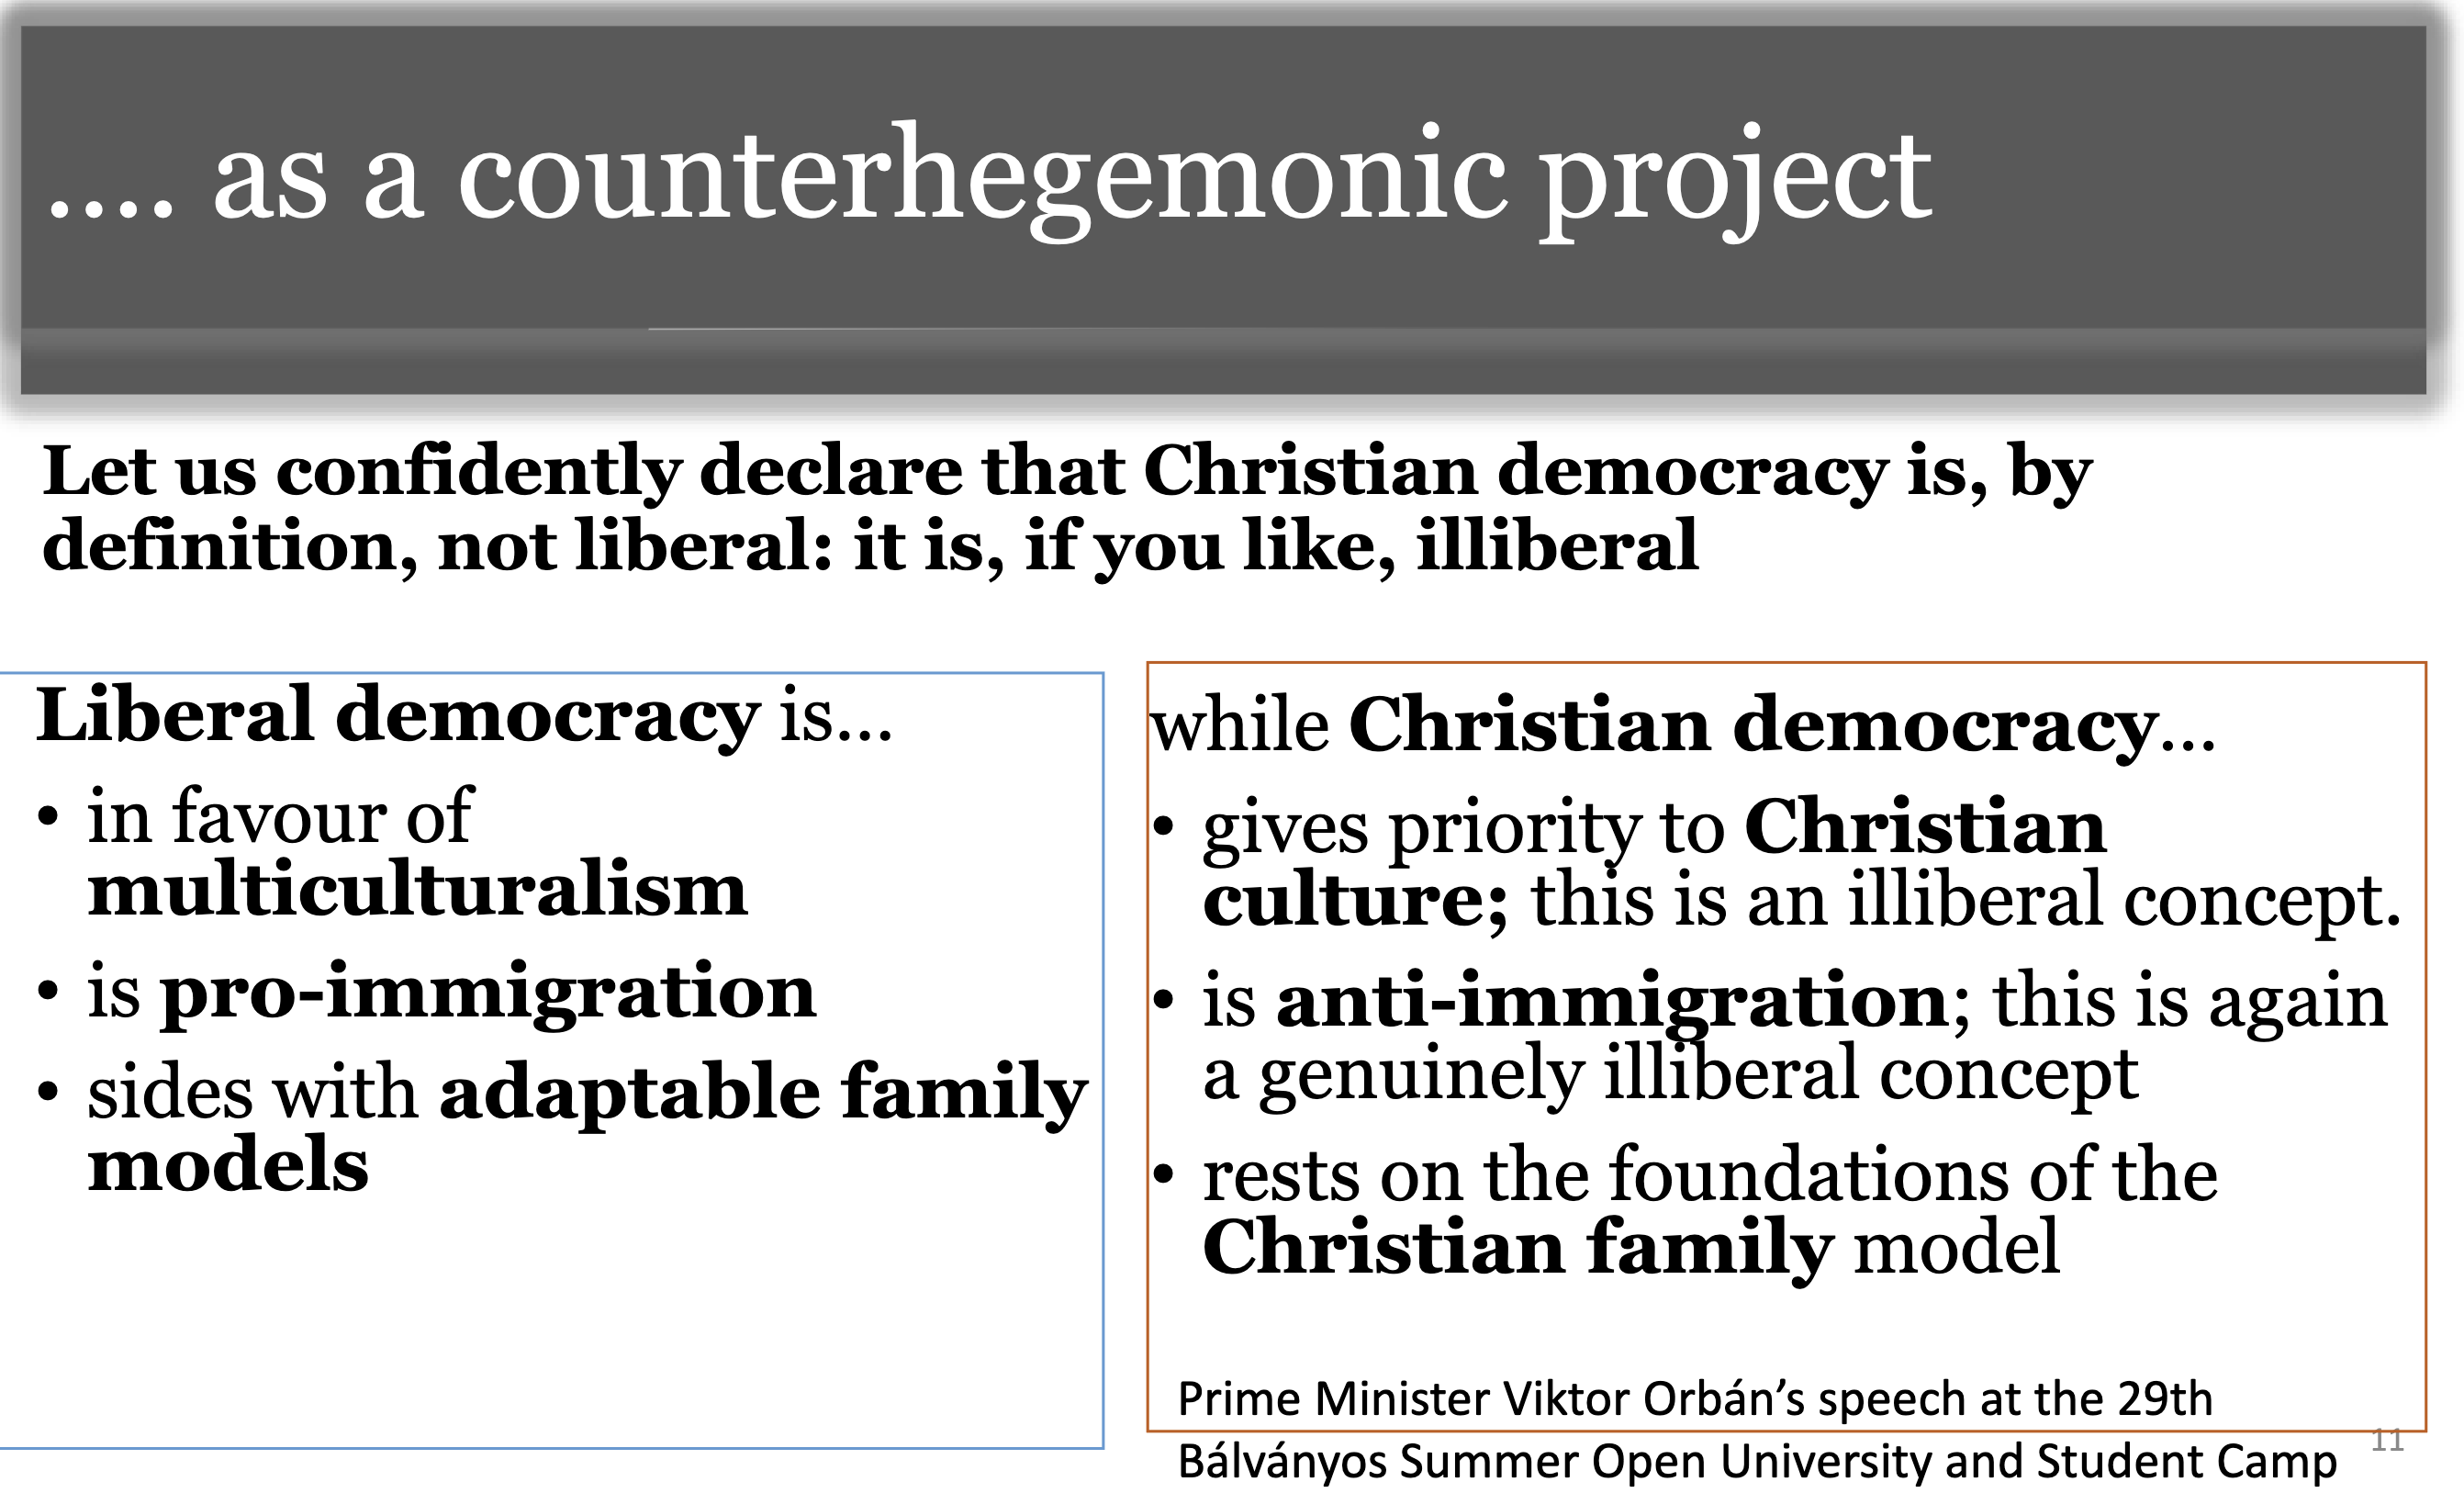 .... as a counterhegemonic project
Let us confidently declare that Christian democracy is, by
definition, not liberal: it is, if you like, illiberal
Liberal democracy is…
• in favour of
multiculturalism
• is pro-immigration
• sides with adaptable family
models
while Christian democracy…
• gives priority to Christian
culture; this is an illiberal concept.
• is anti-immigration; this is again
a genuinely illiberal concept
• rests on the foundations of the
Christian family model
Prime Minister Viktor Orbán’s speech at the 29th
Bálványos Summer Open University and Student Camp
11